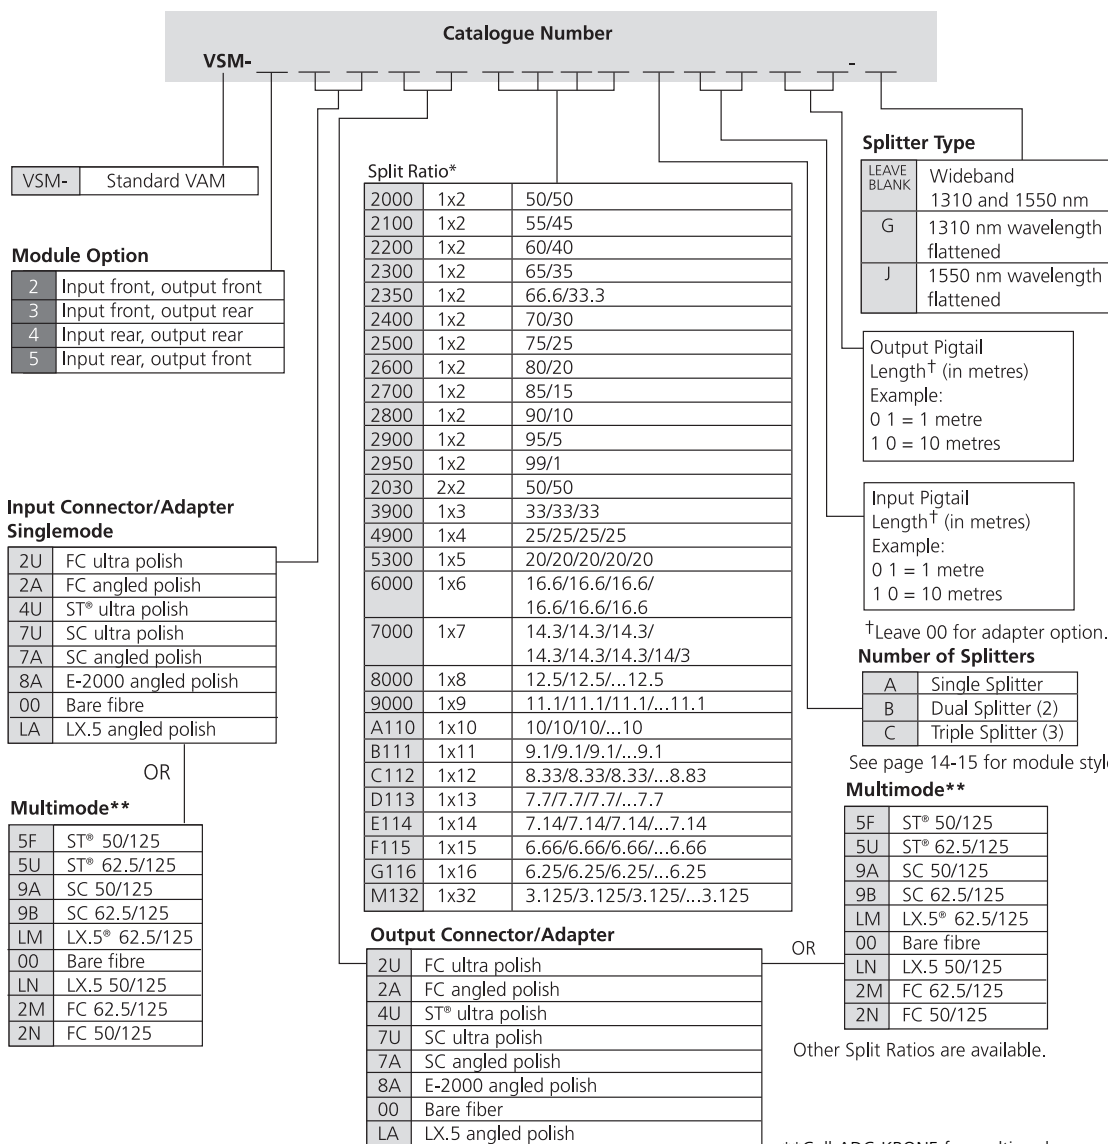 Catalogue Number
VSM- __ __ __ __ __ __ __ __ __ __ __ __ __ __ - __
VSM- Standard VAM
Module Option
2 Input front, output front
3 Input front, output rear
4 Input rear, output rear
5 Input rear, output front
Input Connector/Adapter
Singlemode
2U FC ultra polish
2A FC angled polish
4U ST® ultra polish
7U SC ultra polish
7A SC angled polish
8A E-2000 angled polish
00 Bare fibre
LA LX.5 angled polish
OR
Multimode**
5F ST® 50/125
5U ST® 62.5/125
9A SC 50/125
9B SC 62.5/125
LM LX.5® 62.5/125
00 Bare fibre
LN LX.5 50/125
2M FC 62.5/125
2N FC 50/125
Split Ratio*
2000 1x2 50/50
2100 1x2 55/45
2200 1x2 60/40
2300 1x2 65/35
2350 1x2 66.6/33.3
2400 1x2 70/30
2500 1x2 75/25
2600 1x2 80/20
2700 1x2 85/15
2800 1x2 90/10
2900 1x2 95/5
2950 1x2 99/1
2030 2x2 50/50
3900 1x3 33/33/33
4900 1x4 25/25/25/25
5300 1x5 20/20/20/20/20
6000 1x6 16.6/16.6/16.6/
16.6/16.6/16.6
7000 1x7 14.3/14.3/14.3/
14.3/14.3/14.3/14/3
8000 1x8 12.5/12.5/...12.5
9000 1x9 11.1/11.1/11.1/...11.1
A110 1x10 10/10/10/...10
B111 1x11 9.1/9.1/9.1/...9.1
C112 1x12 8.33/8.33/8.33/...8.83
D113 1x13 7.7/7.7/7.7/...7.7
E114 1x14 7.14/7.14/7.14/...7.14
F115 1x15 6.66/6.66/6.66/...6.66
G116 1x16 6.25/6.25/6.25/...6.25
M132 1x32 3.125/3.125/3.125/...3.125
Output Connector/Adapter
2U FC ultra polish
2A FC angled polish
4U ST® ultra polish
7U SC ultra polish
7A SC angled polish
8A E-2000 angled polish
00 Bare fiber
LA LX.5 angled polish
OR
Splitter Type
LEAVE BLANK Wideband
1310 and 1550 nm
G 1310 nm wavelength
flattened
J 1550 nm wavelength
flattened
Output Pigtail
Length† (in metres)
Example:
0 1 = 1 metre
1 0 = 10 metres
Input Pigtail
Length† (in metres)
Example:
0 1 = 1 metre
1 0 = 10 metres
†Leave 00 for adapter option.
Number of Splitters
A Single Splitter
B Dual Splitter (2)
C Triple Splitter (3)
See page 14-15 for module
Multimode**
5F ST® 50/125
5U ST® 62.5/125
9A SC 50/125
9B SC 62.5/125
LM LX.5® 62.5/125
00 Bare fibre
LN LX.5 50/125
2M FC 62.5/125
2N FC 50/125
Other Split Ratios are available.